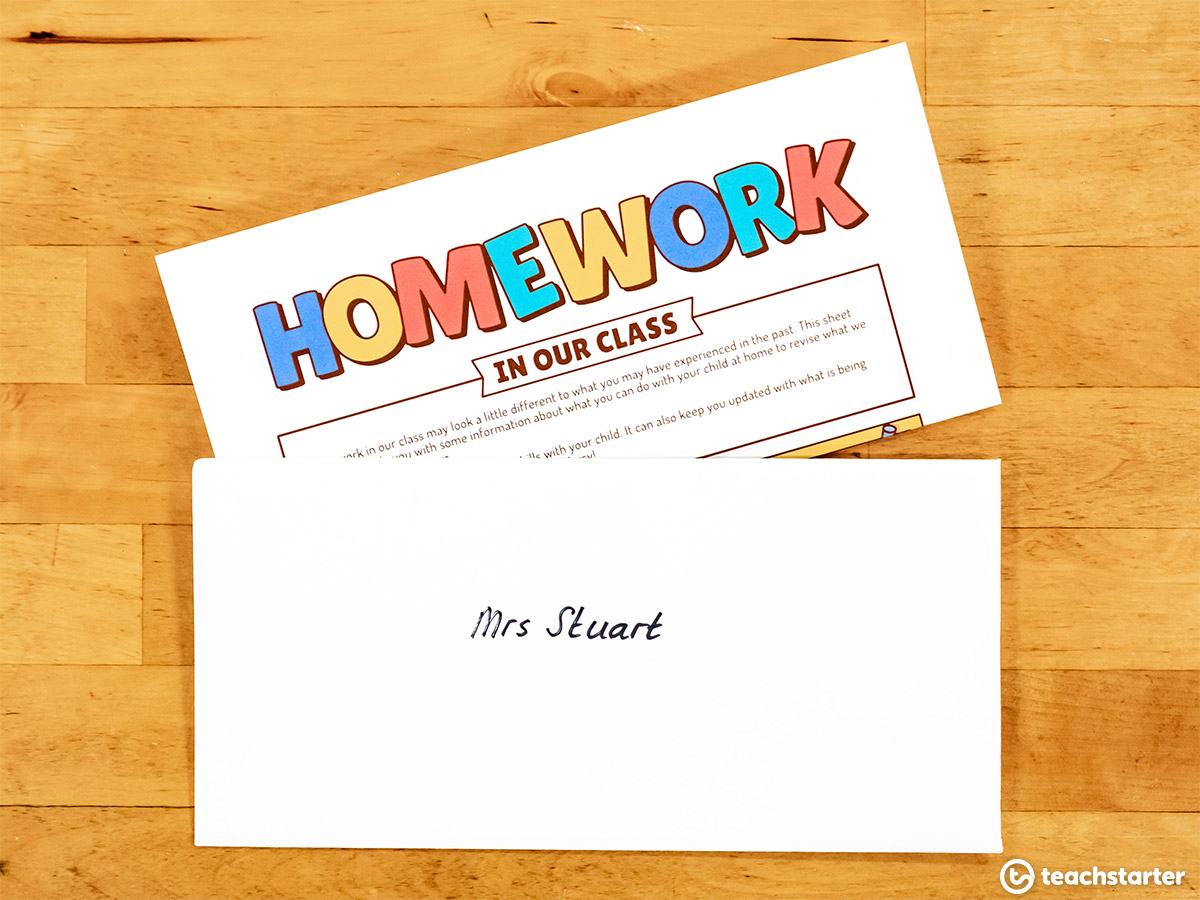 HOMEWORK
IN OUR CLASS
work in our class may look a little different to what you may have experienced in the past. This sheet
you with some information about what you can do with your child at home to revise what we
with your child. It can also keep you updated with what is being
Mrs Stuart
teachstarter